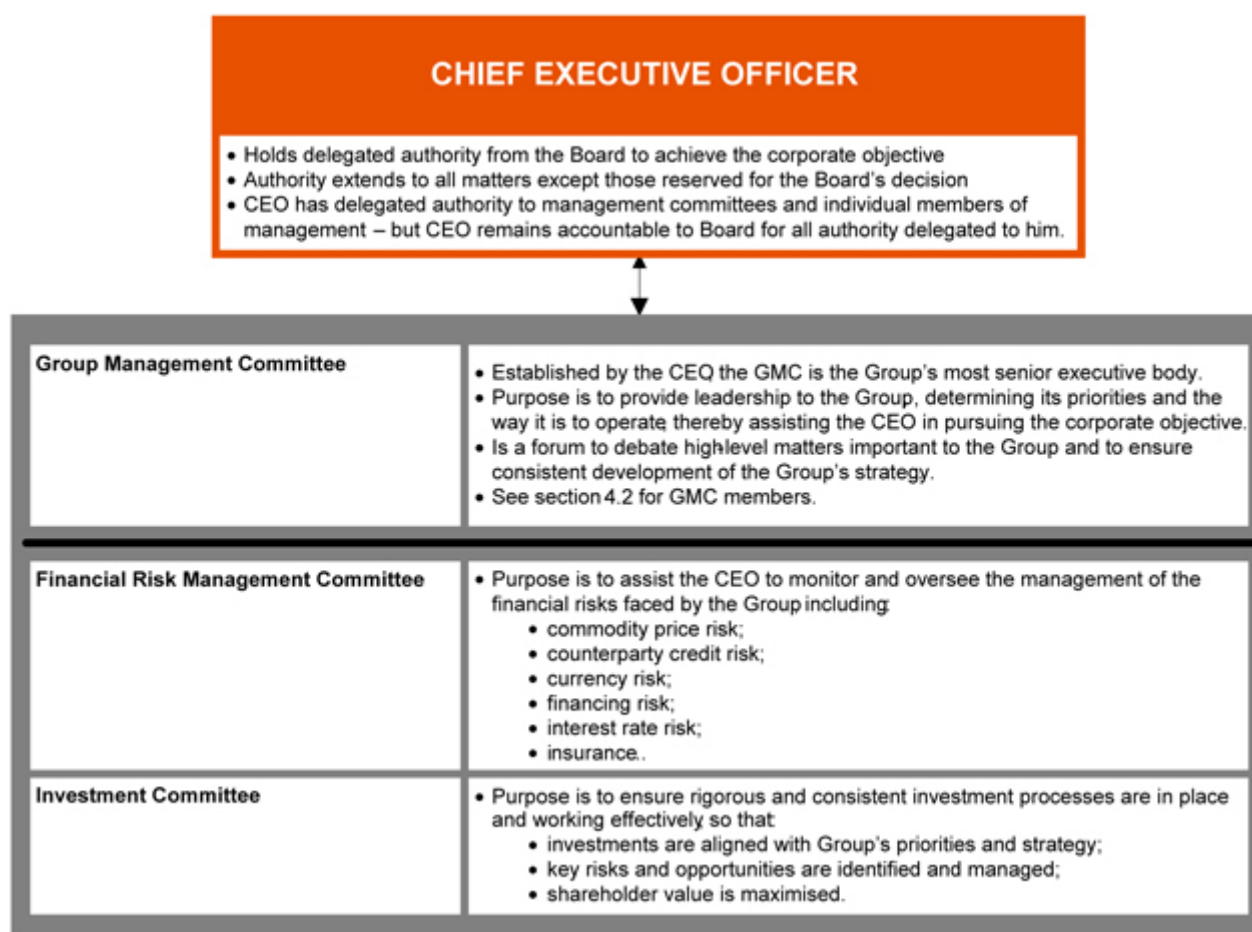 CHIEF EXECUTIVE OFFICER
• Holds delegated authority from the Board to achieve the corporate objective
• Authority extends to all matters except those reserved for the Board's decision
• CEO has delegated authority to management committees and individual members of
management – but CEO remains accountable to Board for all authority delegated to him.
Group Management Committee
• Established by the CEO, the GMC is the Group's most senior executive body.
• Purpose is to provide leadership to the Group, determining its priorities and the
way it is to operate, thereby assisting the CEO in pursuing the corporate objective.
• Is a forum to debate high-level matters important to the Group and to ensure
consistent development of the Group's strategy.
• See section 4.2 for GMC members.
Financial Risk Management Committee
• Purpose is to assist the CEO to monitor and oversee the management of the
financial risks faced by the Group including:
• commodity price risk;
• counterparty credit risk;
• currency risk;
• financing risk;
• interest rate risk;
• insurance..
Investment Committee
• Purpose is to ensure rigorous and consistent investment processes are in place
and working effectively, so that:
• investments are aligned with Group's priorities and strategy;
• key risks and opportunities are identified and managed;
• shareholder value is maximised.